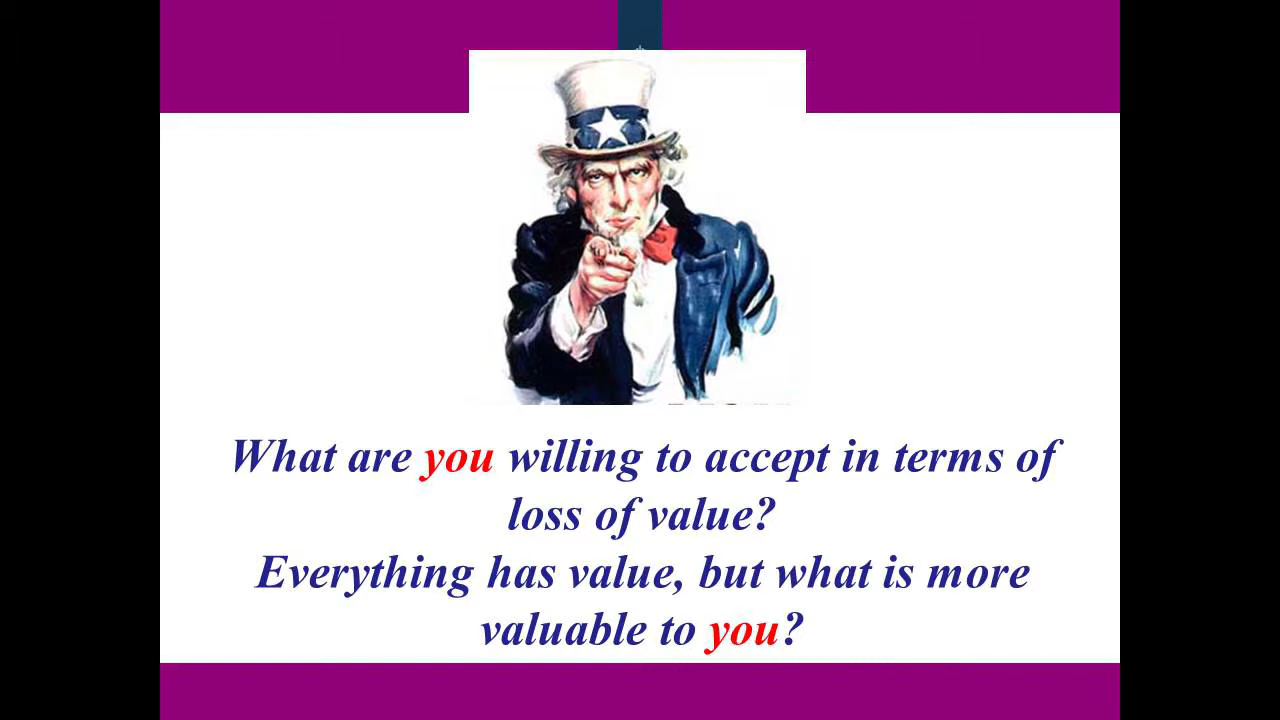 What are you willing to accept in terms of
loss of value?
Everything has value, but what is more
valuable to you?